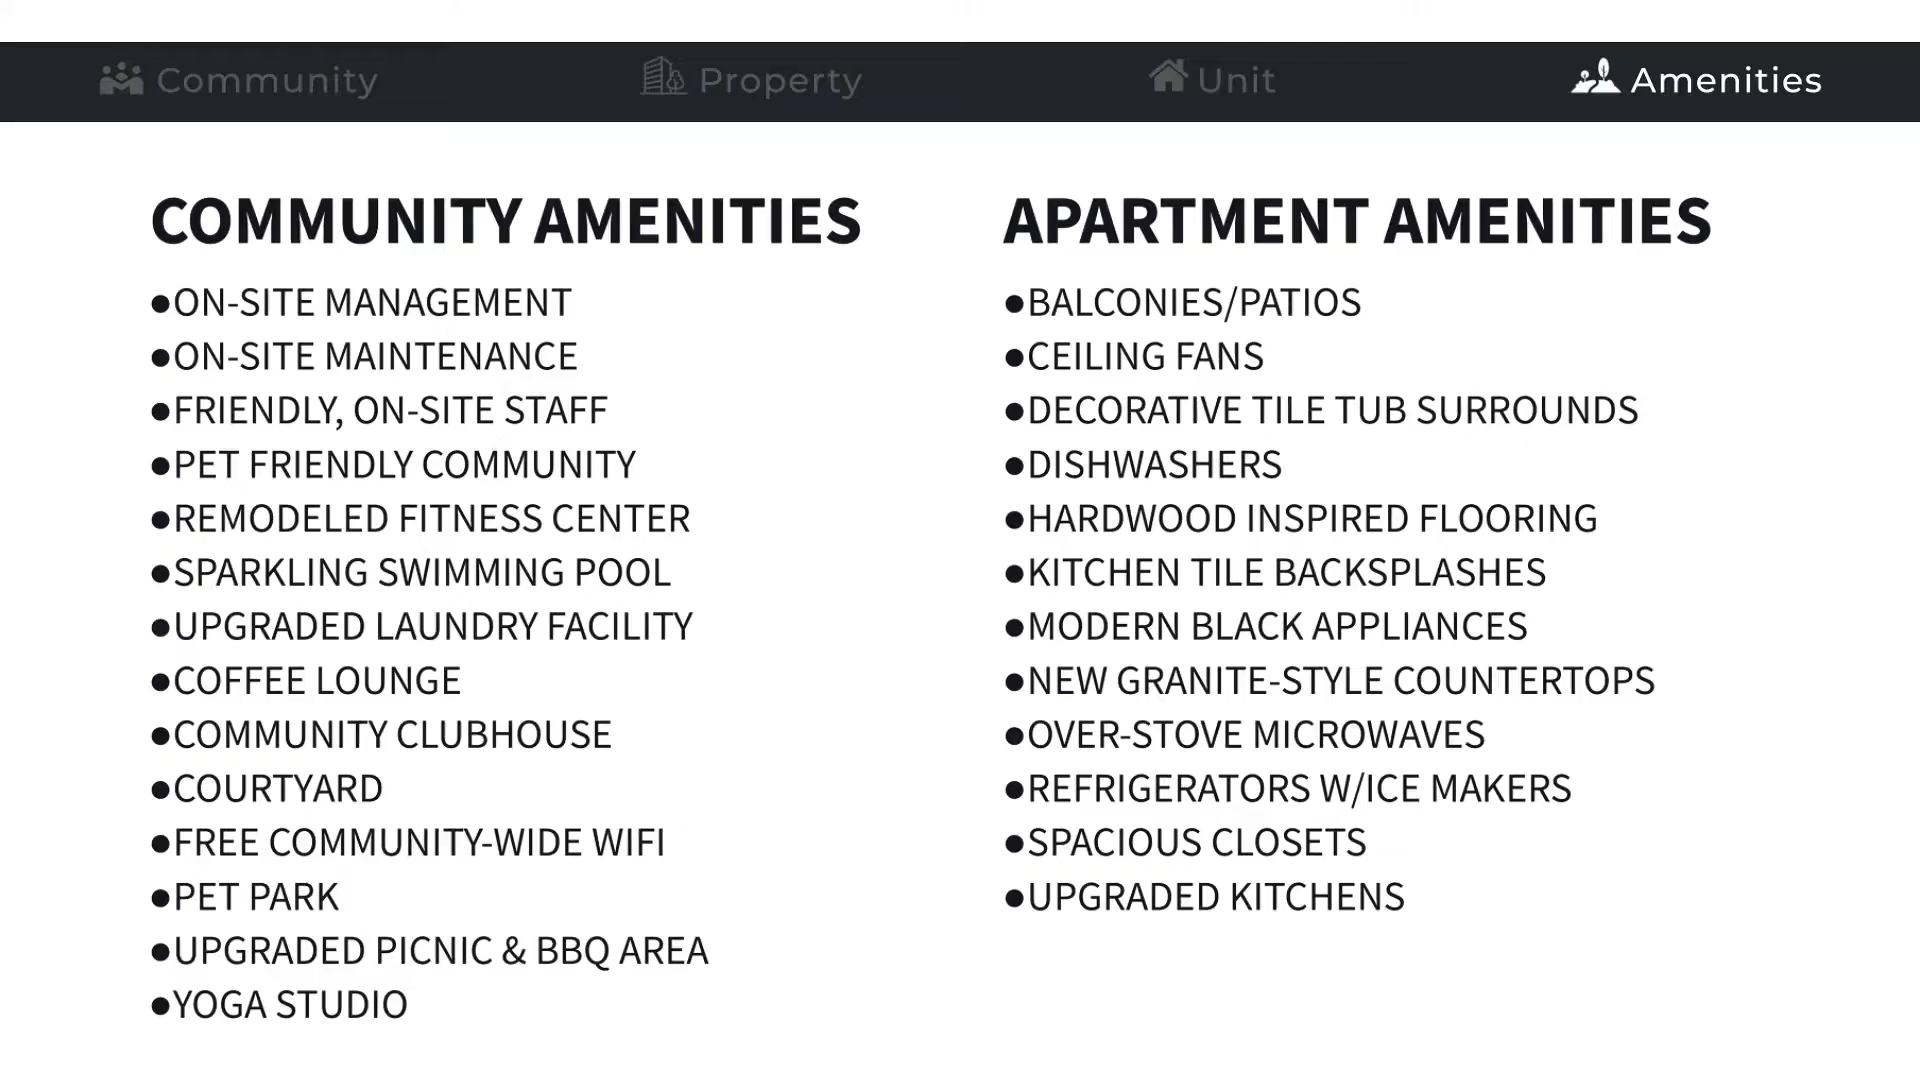 Community Property Unit Amenities
COMMUNITY AMENITIES
●ON-SITE MANAGEMENT
●ON-SITE MAINTENANCE
●FRIENDLY, ON-SITE STAFF
●PET FRIENDLY COMMUNITY
●REMODELED FITNESS CENTER
●SPARKLING SWIMMING POOL
●UPGRADED LAUNDRY FACILITY
●COFFEE LOUNGE
●COMMUNITY CLUBHOUSE
●COURTYARD
●FREE COMMUNITY-WIDE WIFI
●PET PARK
●UPGRADED PICNIC & BBQ AREA
●YOGA STUDIO
APARTMENT AMENITIES
●BALCONIES/PATIOS
●CEILING FANS
●DECORATIVE TILE TUB SURROUNDS
●DISHWASHERS
●HARDWOOD INSPIRED FLOORING
●KITCHEN TILE BACKSPLASHES
●MODERN BLACK APPLIANCES
●NEW GRANITE-STYLE COUNTERTOPS
●OVER-STOVE MICROWAVES
●REFRIGERATORS W/ICE MAKERS
●SPACIOUS CLOSETS
●UPGRADED KITCHENS